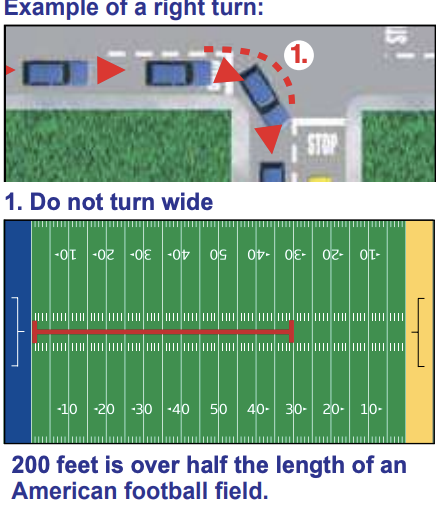 Example of a right turn:
1.
STOP
1. Do not turn wide
10 20 30 40 50 40 30 20 10
10 20 30 40 50 40 30 20 10
200 feet is over half the length of an
American football field.